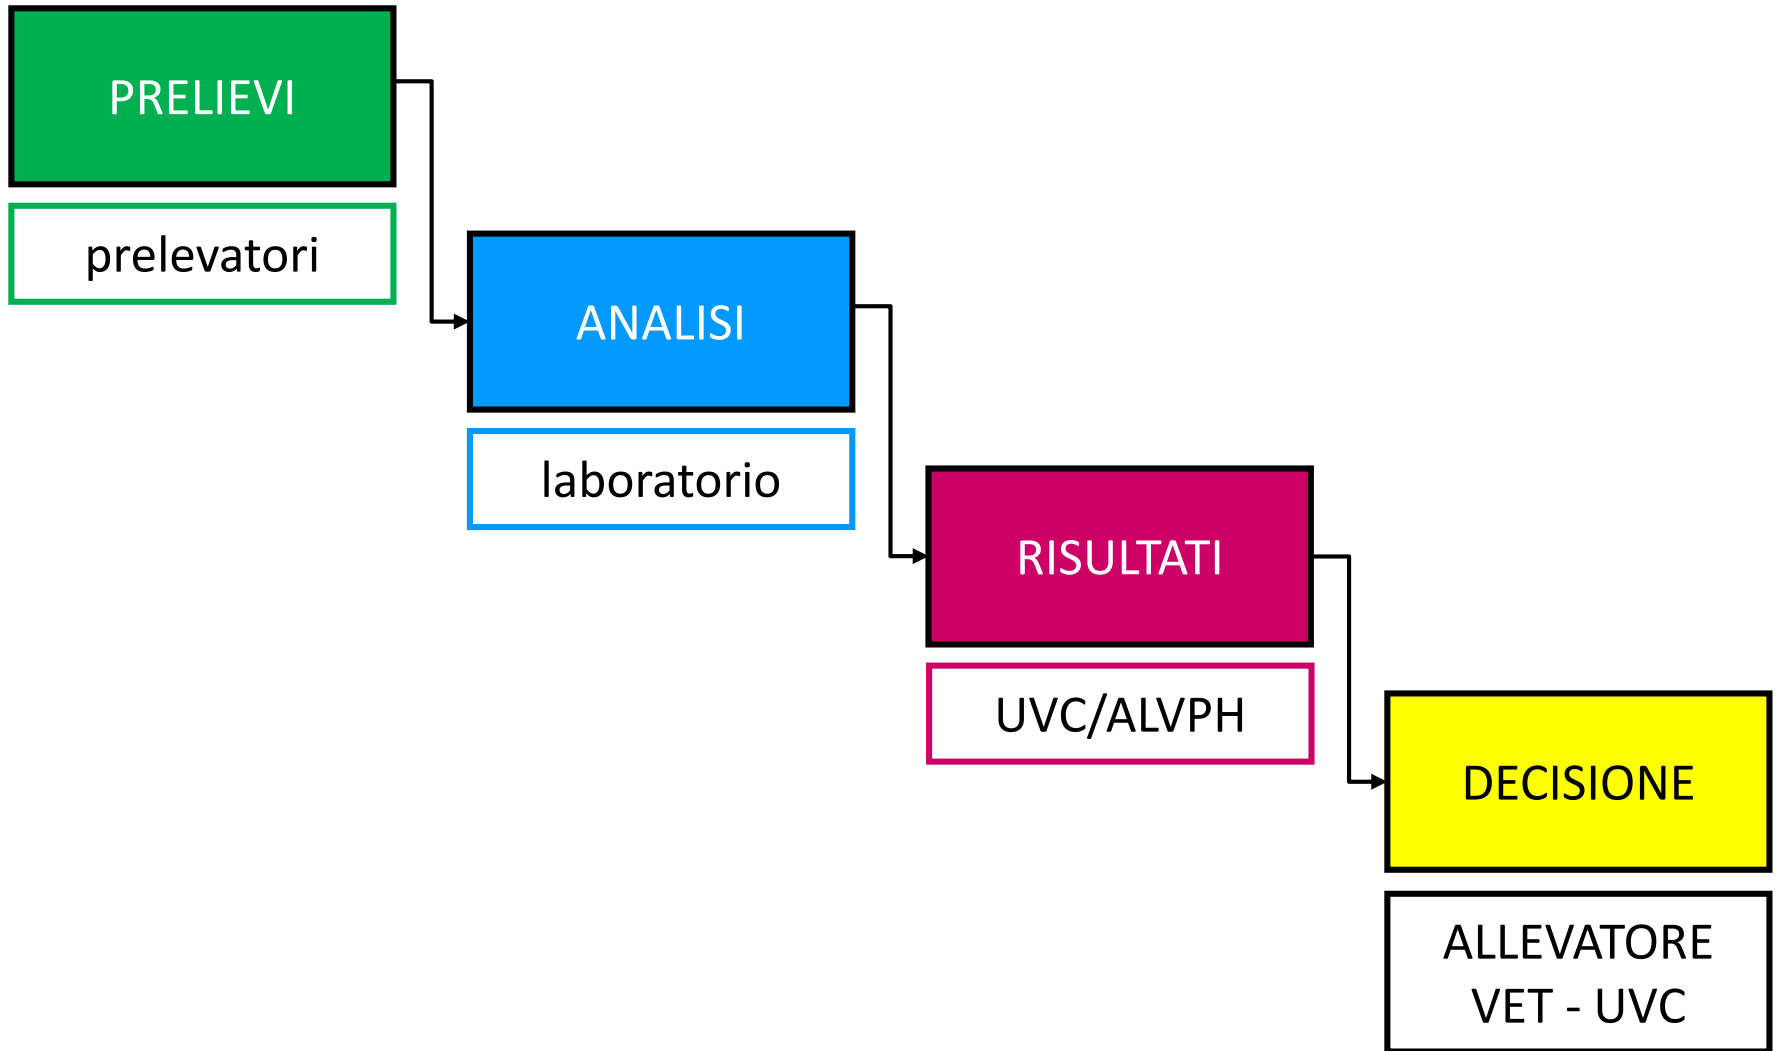 PRELIEVI
prelevatori
ANALISI
laboratorio
RISULTATI
UVC/ALVPH
DECISIONE
ALLEVATORE
VET - UVC